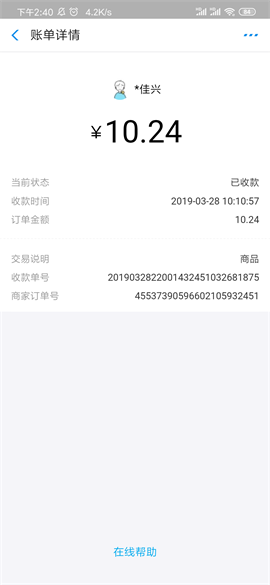 下午2:40 4.2K/s 64
账单详情
*佳兴
¥10.24
当前状态 已收款
收款时间 2019-03-28 10:10:57
订单金额 10.24
交易说明 商品
收款单号 2019032822001432451032681875
商家订单号 45537390596602105932451
在线帮助